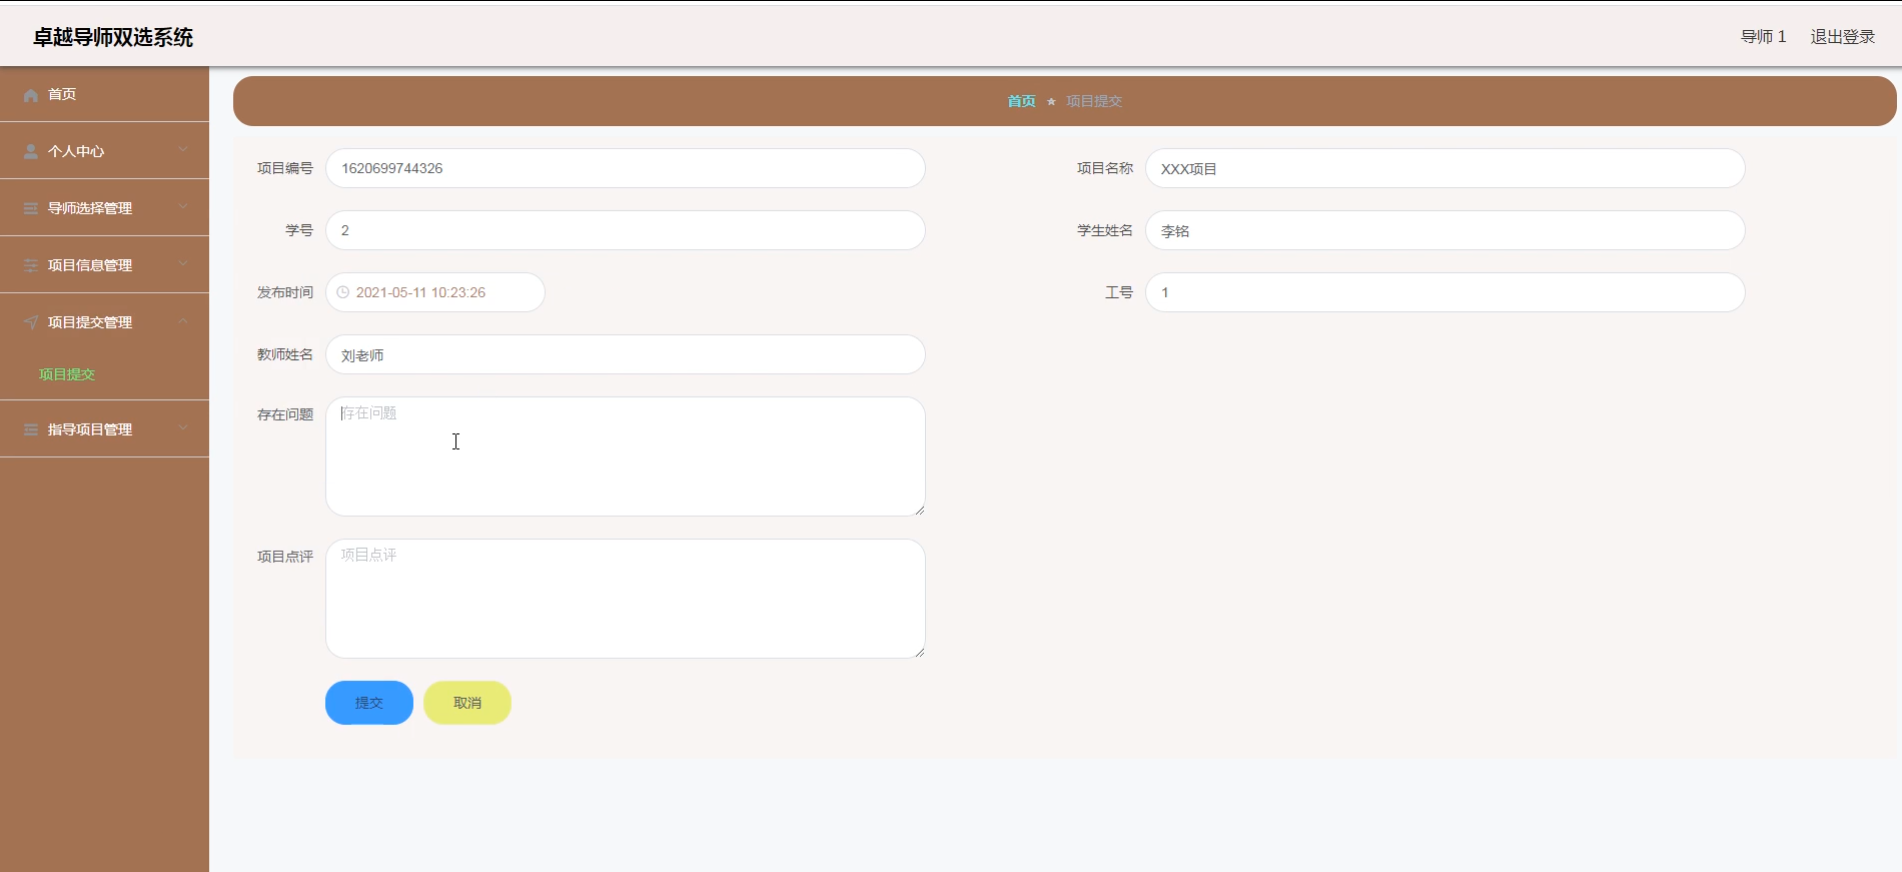 卓越导师双选系统
导师 1 退出登录
首页
个人中心
导师选择管理
项目信息管理
项目提交管理
项目提交
指导项目管理
首页 ★ 项目提交
项目编号 1620699744326 项目名称 XXX项目
学号 2 学生姓名 李铭
发布时间 2021-05-11 10:23:26 工号 1
教师姓名 刘老师
存在问题 存在问题
项目点评 项目点评
提交 取消